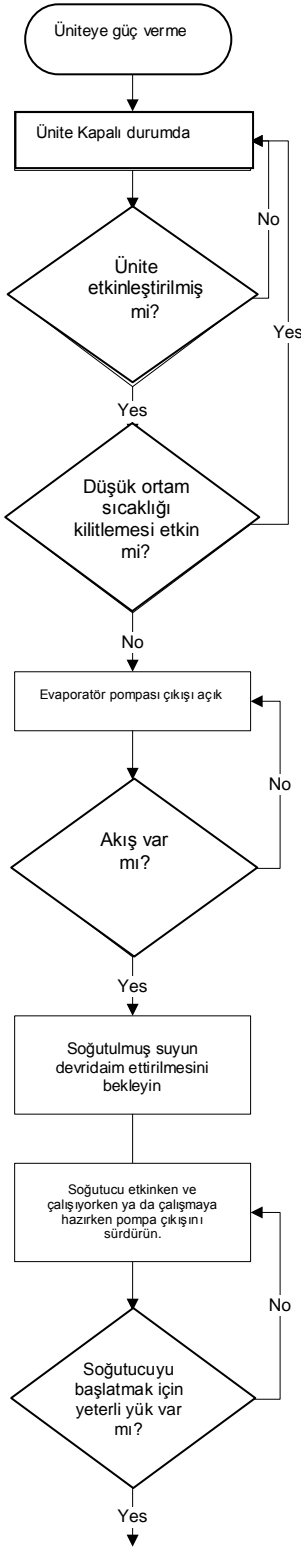 Üniteye güç verme
Ünite Kapalı durumda
No
Ünite
etkinleştirilmiş
mi?
Yes
Yes
Düşük ortam
sıcaklığı
kilitlemesi etkin
mi?
No
Evaporatör pompası çıkışı açık
No
Akış var
mı?
Yes
Soğutulmuş suyun
devridaim ettirilmesini
bekleyin
Soğutucu etkinken ve
çalışıyorken ya da çalışmaya
hazırken pompa çıkışını
sürdürün.
No
Soğutucuyu
başlatmak için
yeterli yük var
mı?
Yes